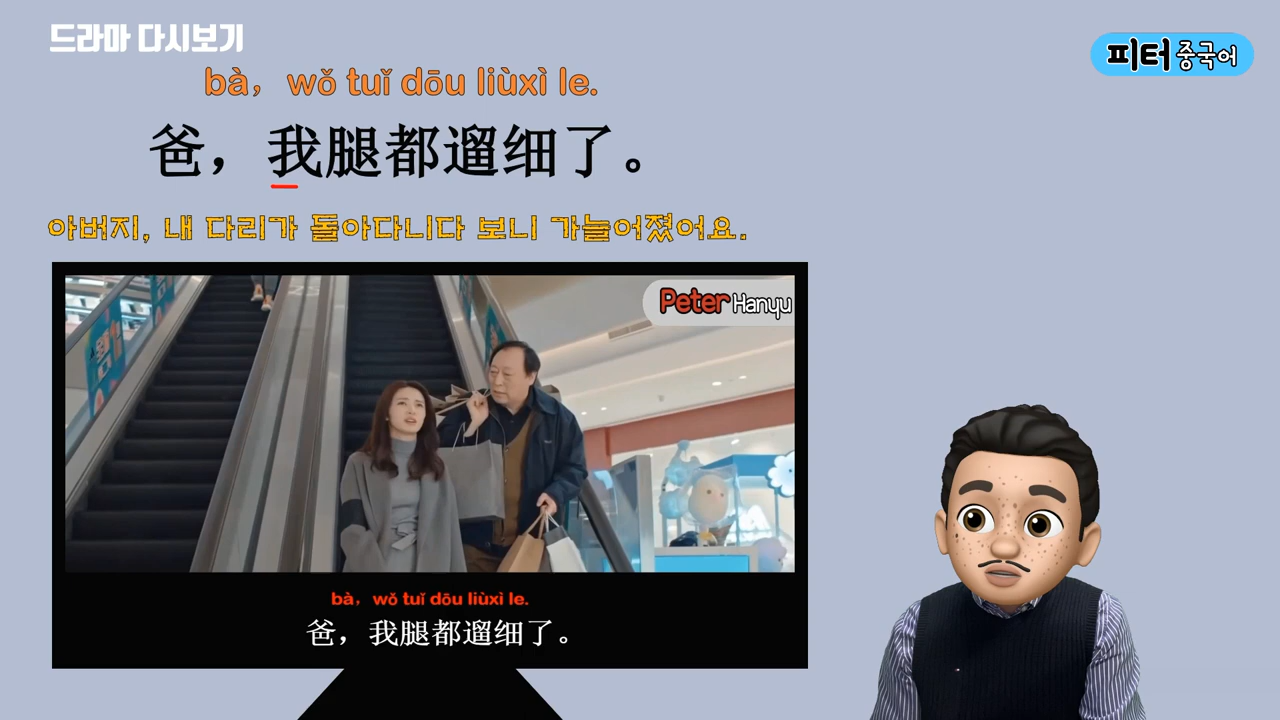 드라마 다시보기
피터 중국어
bà，wǒ tuǐ dōu liùxì le.
爸，我腿都遛细了。
아버지, 내 다리가 돌아다니다 보니 가늘어졌어요.
Peter Hanyu
bà，wǒ tuǐ dōu liùxì le.
爸，我腿都遛细了。